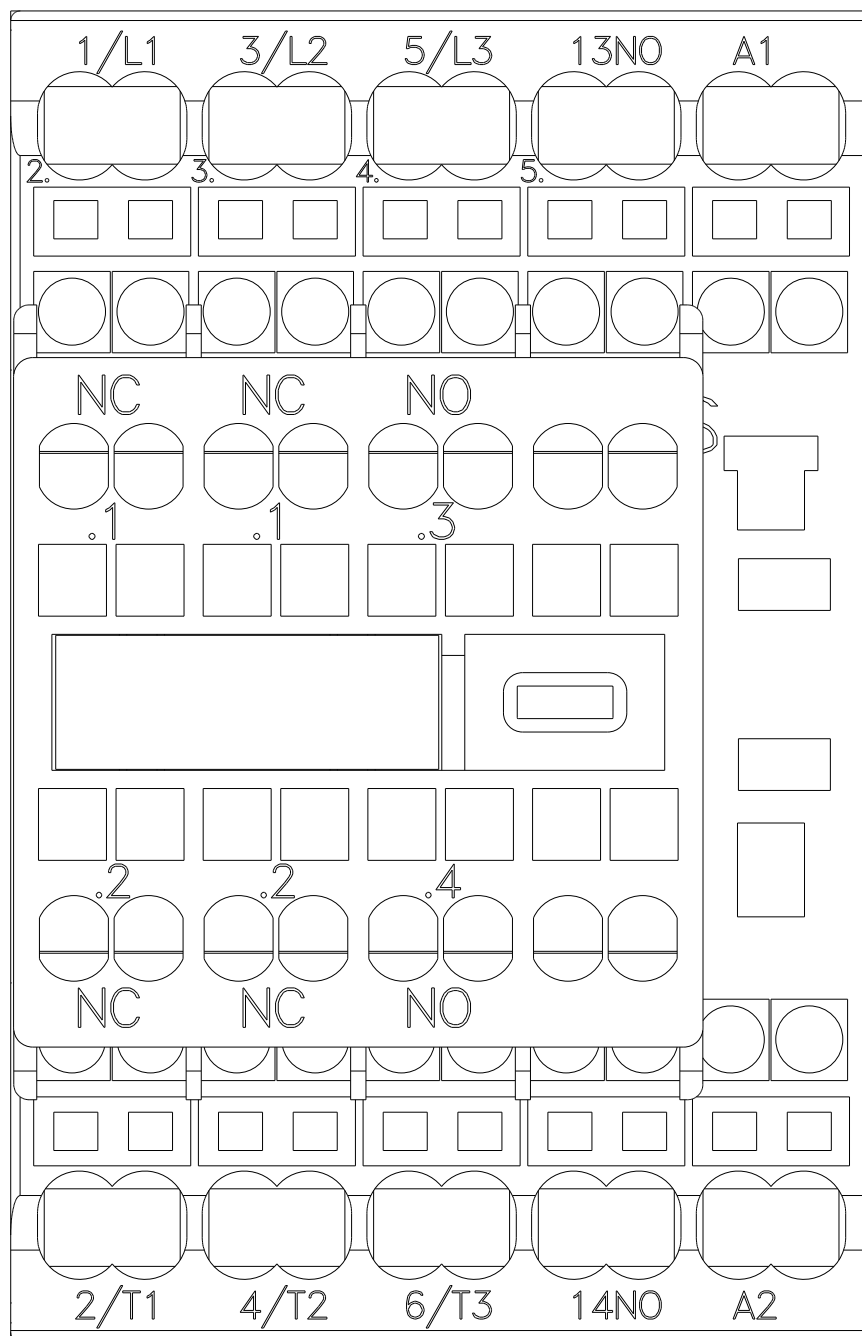 1/L1 3/L2 5/L3 13NO A1
2. 3. 4. 5.
NC NC NO
.1 .1 .3
.2 .2 .4
NC NC NO
2/T1 4/T2 6/T3 14NO A2